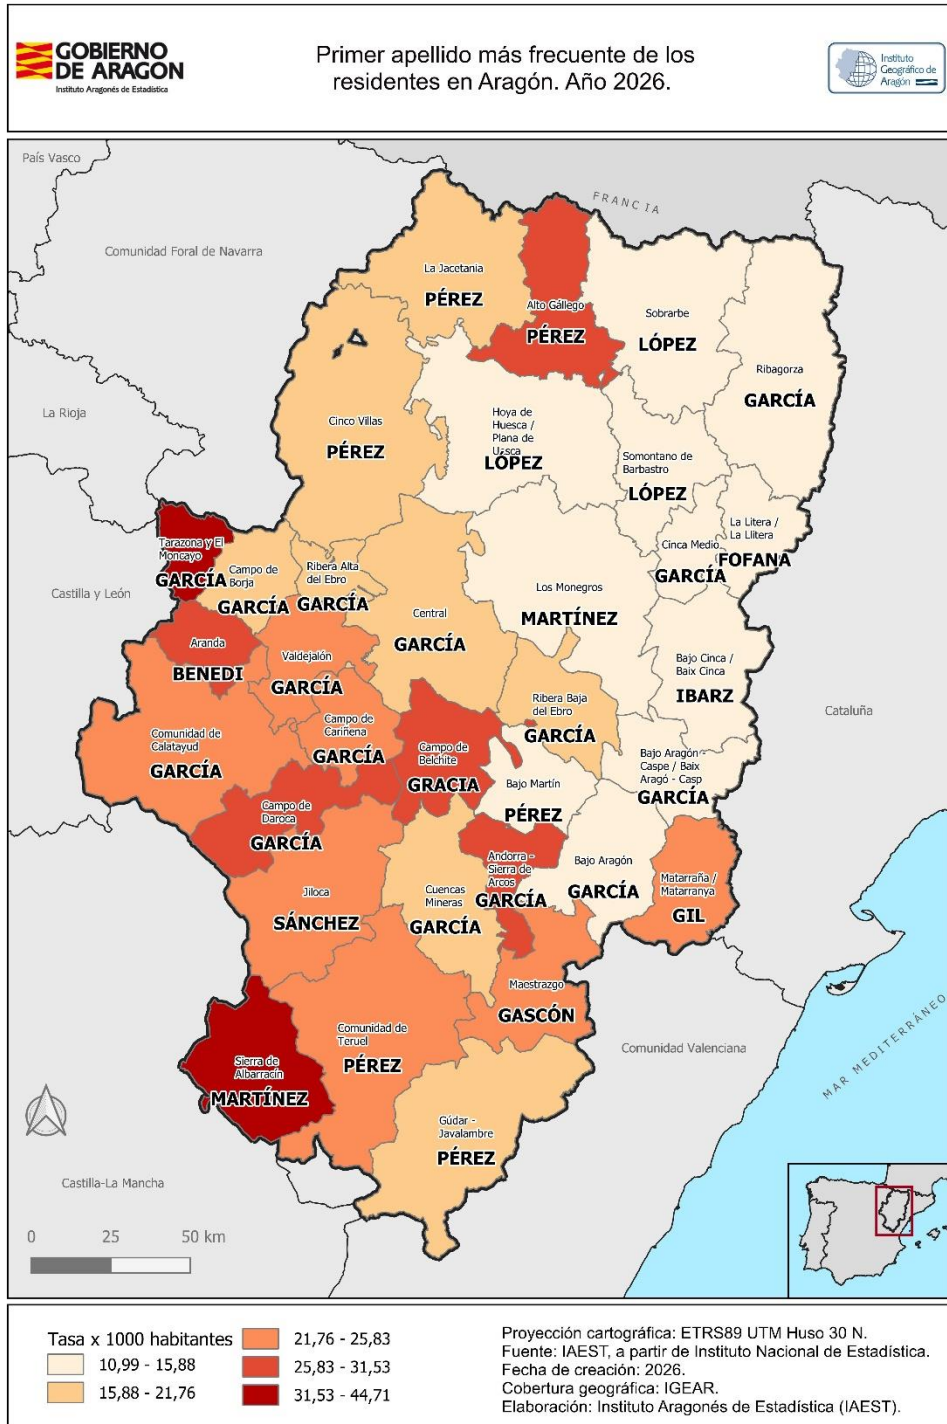 GOBIERNO
DE ARAGON
Instituto Aragonés de Estadística
Primer apellido más frecuente de los
residentes en Aragón. Año 2026.
Instituto
Geográfico de
Aragón
País Vasco
FRANCIA
Comunidad Foral de Navarra
La Jacetania
PÉREZ
Alto Gállego
PÉREZ
Sobrarbe
LÓPEZ
Ribagorza
GARCÍA
La Rioja
Cinco Villas
PÉREZ
Hoya de
Huesca /
Plana de
Uesca
LÓPEZ
Somontano de
Barbastro
LÓPEZ
La Litera /
La Llitera
FOFANA
Cinca Medio
GARCÍA
Tarazona y El
Moncayo
GARCÍA
Campo de
Borja
GARCÍA
Ribera Alta
del Ebro
GARCÍA
Castilla y León
Los Monegros
MARTÍNEZ
Central
GARCÍA
Aranda
BENEDI
Valdejalón
GARCÍA
Bajo Cinca /
Baix Cinca
IBARZ
Ribera Baja
del Ebro
GARCÍA
Cataluña
Comunidad de
Calatayud
GARCÍA
Campo de
Cariñena
GARCÍA
Campo de
Belchite
GRACIA
Bajo Aragón -
Caspe / Baix
Aragó - Casp
GARCÍA
Bajo Martín
PÉREZ
Campo de
Daroca
GARCÍA
Andorra -
Sierra de
Arcos
GARCÍA
Bajo Aragón
GARCÍA
Matarraña /
Matarranya
GIL
Jiloca
SÁNCHEZ
Cuencas
Mineras
GARCÍA
Maestrazgo
GASCÓN
Comunidad de
Teruel
PÉREZ
Sierra de
Albarracín
MARTÍNEZ
Comunidad Valenciana
MAR MEDITERRÁNEO
Gúdar -
Javalambre
PÉREZ
Castilla-La Mancha
0 25 50 km
Tasa x 1000 habitantes
10,99 - 15,88
15,88 - 21,76
21,76 - 25,83
25,83 - 31,53
31,53 - 44,71
Proyección cartográfica: ETRS89 UTM Huso 30 N.
Fuente: IAEST, a partir de Instituto Nacional de Estadística.
Fecha de creación: 2026.
Cobertura geográfica: IGEAR.
Elaboración: Instituto Aragonés de Estadística (IAEST).